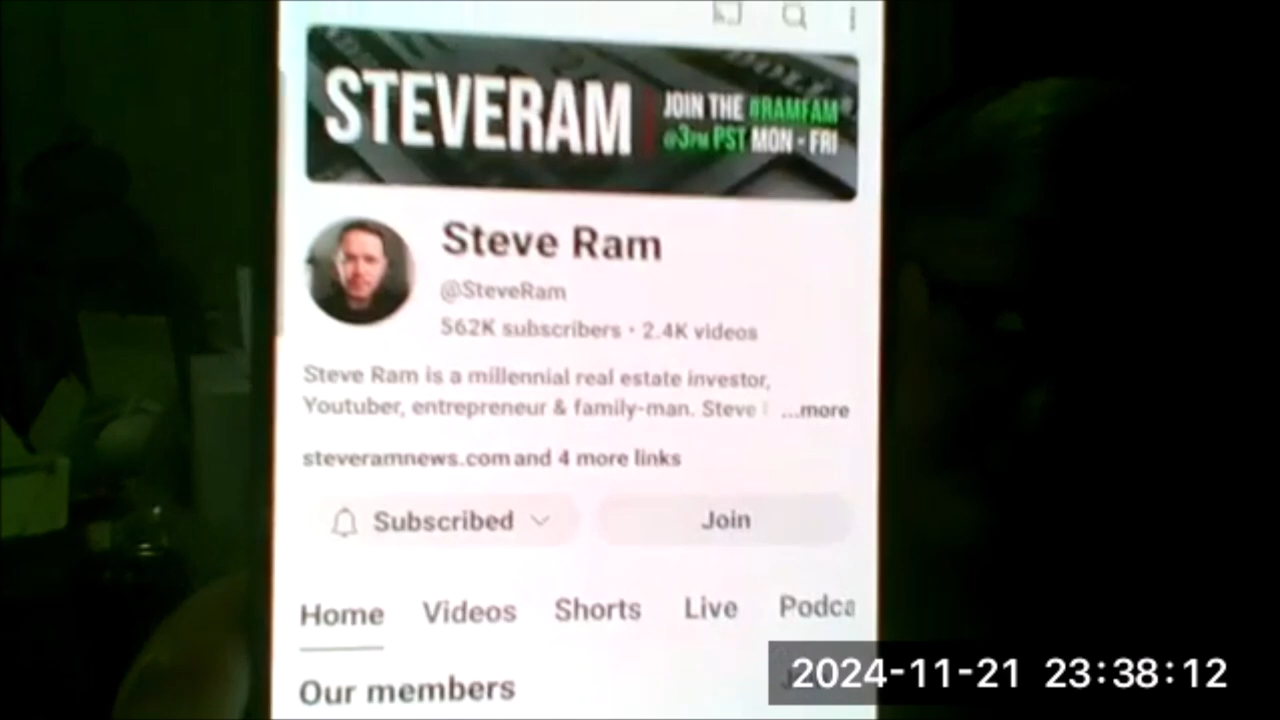 STEVERAM
JOIN THE #RAMFAM
@3PM PST MON - FRI
Steve Ram
@SteveRam
562K subscribers • 2.4K videos
Steve Ram is a millennial real estate investor,
Youtuber, entrepreneur & family-man. Steve ...more
steveramnews.com and 4 more links
Subscribed
Join
Home Videos Shorts Live Podca
Our members
2024-11-21 23:38:12